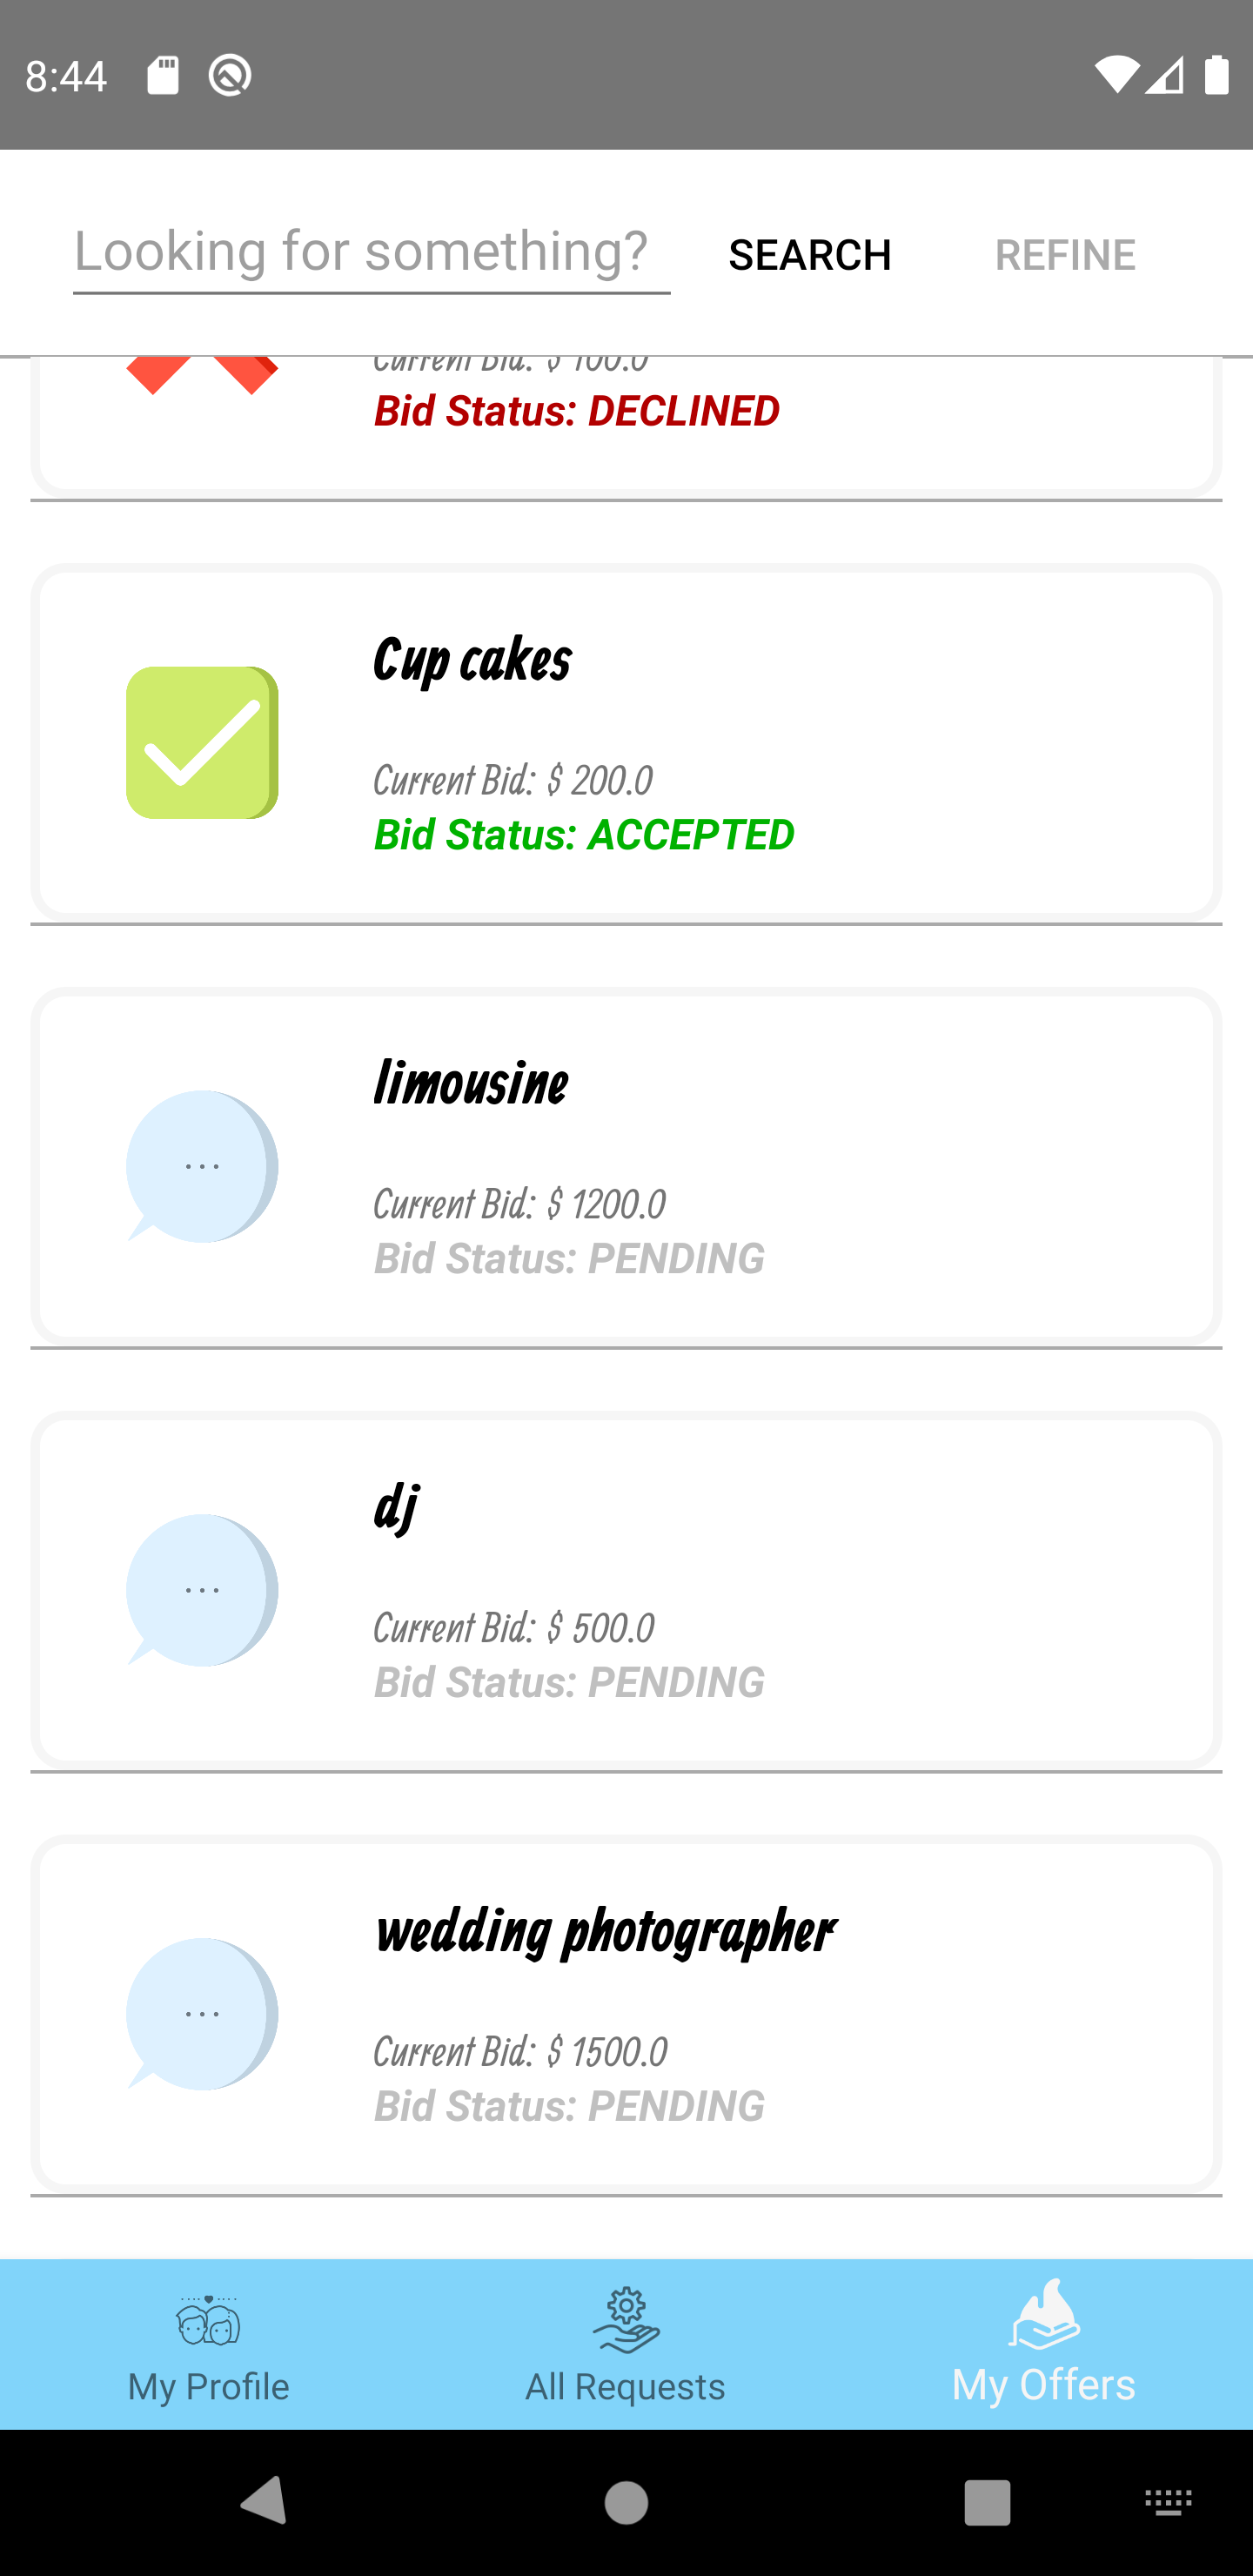 8:44
Looking for something? SEARCH REFINE
Current Bid: $ 100.0
Bid Status: DECLINED
Cup cakes
Current Bid: $ 200.0
Bid Status: ACCEPTED
limousine
Current Bid: $ 1200.0
Bid Status: PENDING
dj
Current Bid: $ 500.0
Bid Status: PENDING
wedding photographer
Current Bid: $ 1500.0
Bid Status: PENDING
My Profile All Requests My Offers